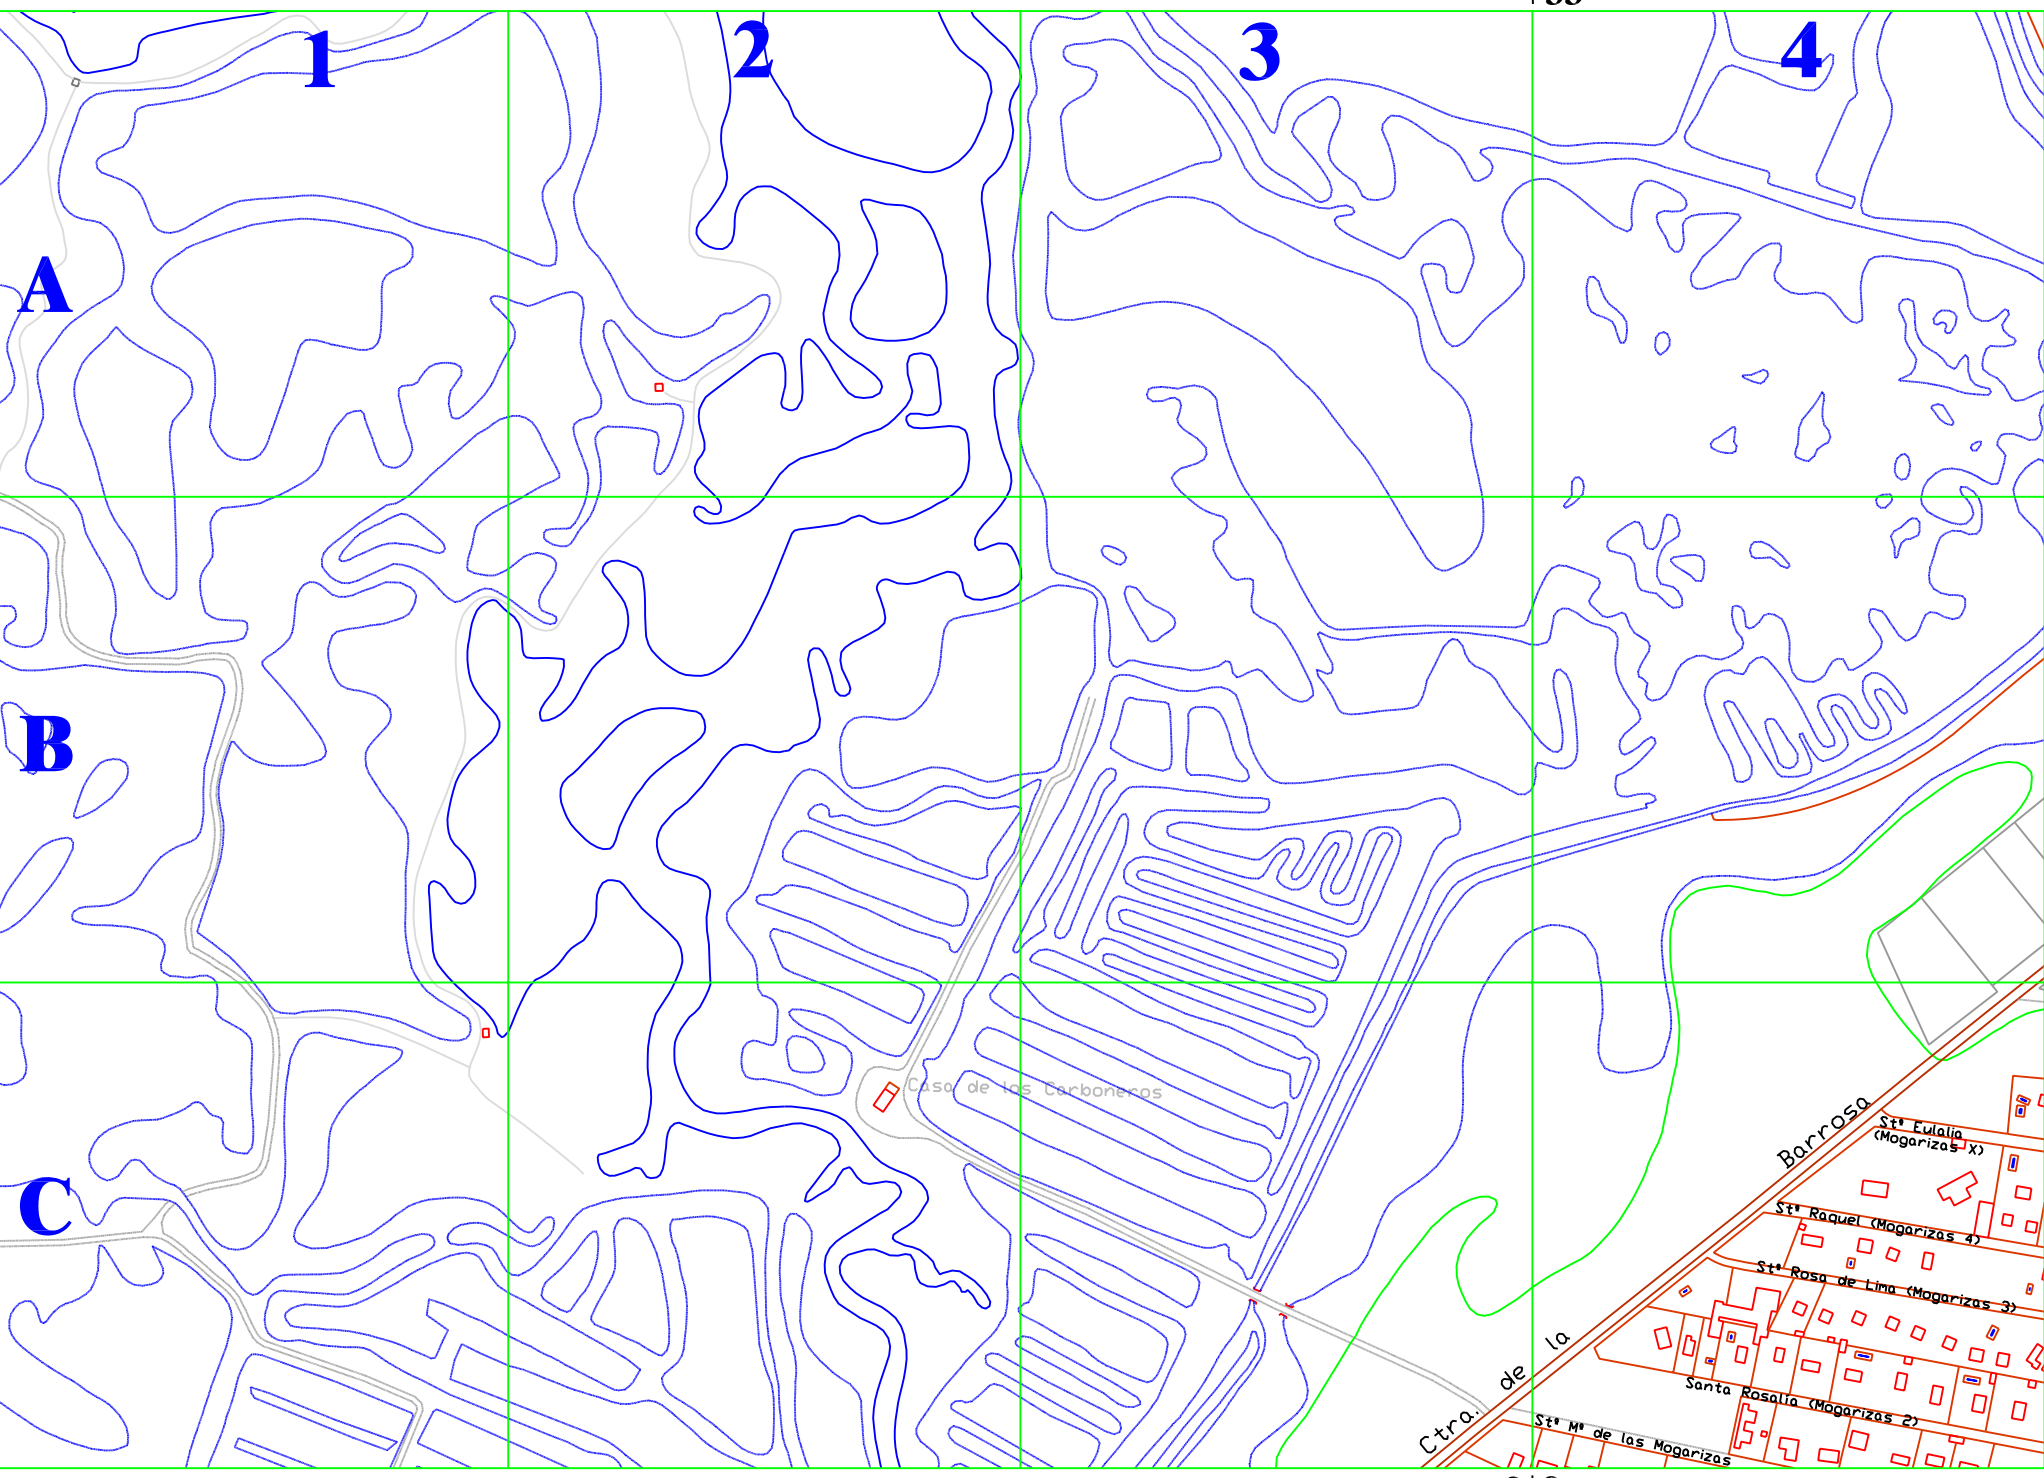 1
2
3
4
A
B
C
Casa de los Carboneros
Ctra. de la Barrosa
Stª Eulalia
(Mogarizas X)
Stª Raquel (Mogarizas 4)
Stª Rosa de Lima (Mogarizas 3)
Santa Rosalia (Mogarizas 2)
Stª Mª de las Mogarizas